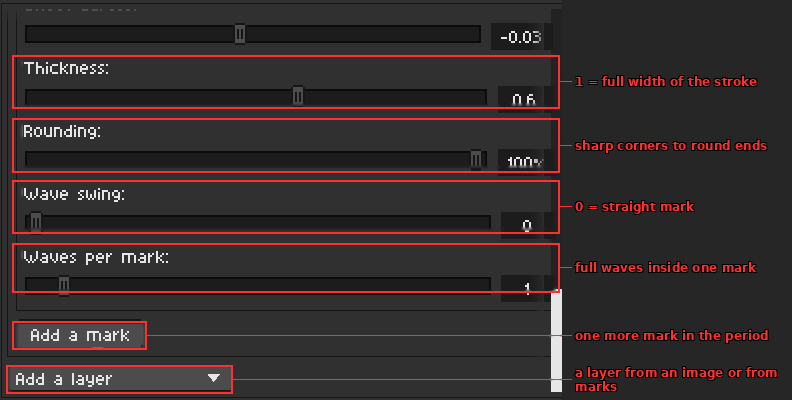 -0.03
Thickness:
1 = full width of the stroke
0.6
Rounding:
sharp corners to round ends
100%
Wave swing:
0 = straight mark
0
Waves per mark:
full waves inside one mark
1
Add a mark
one more mark in the period
Add a layer
a layer from an image or from
marks